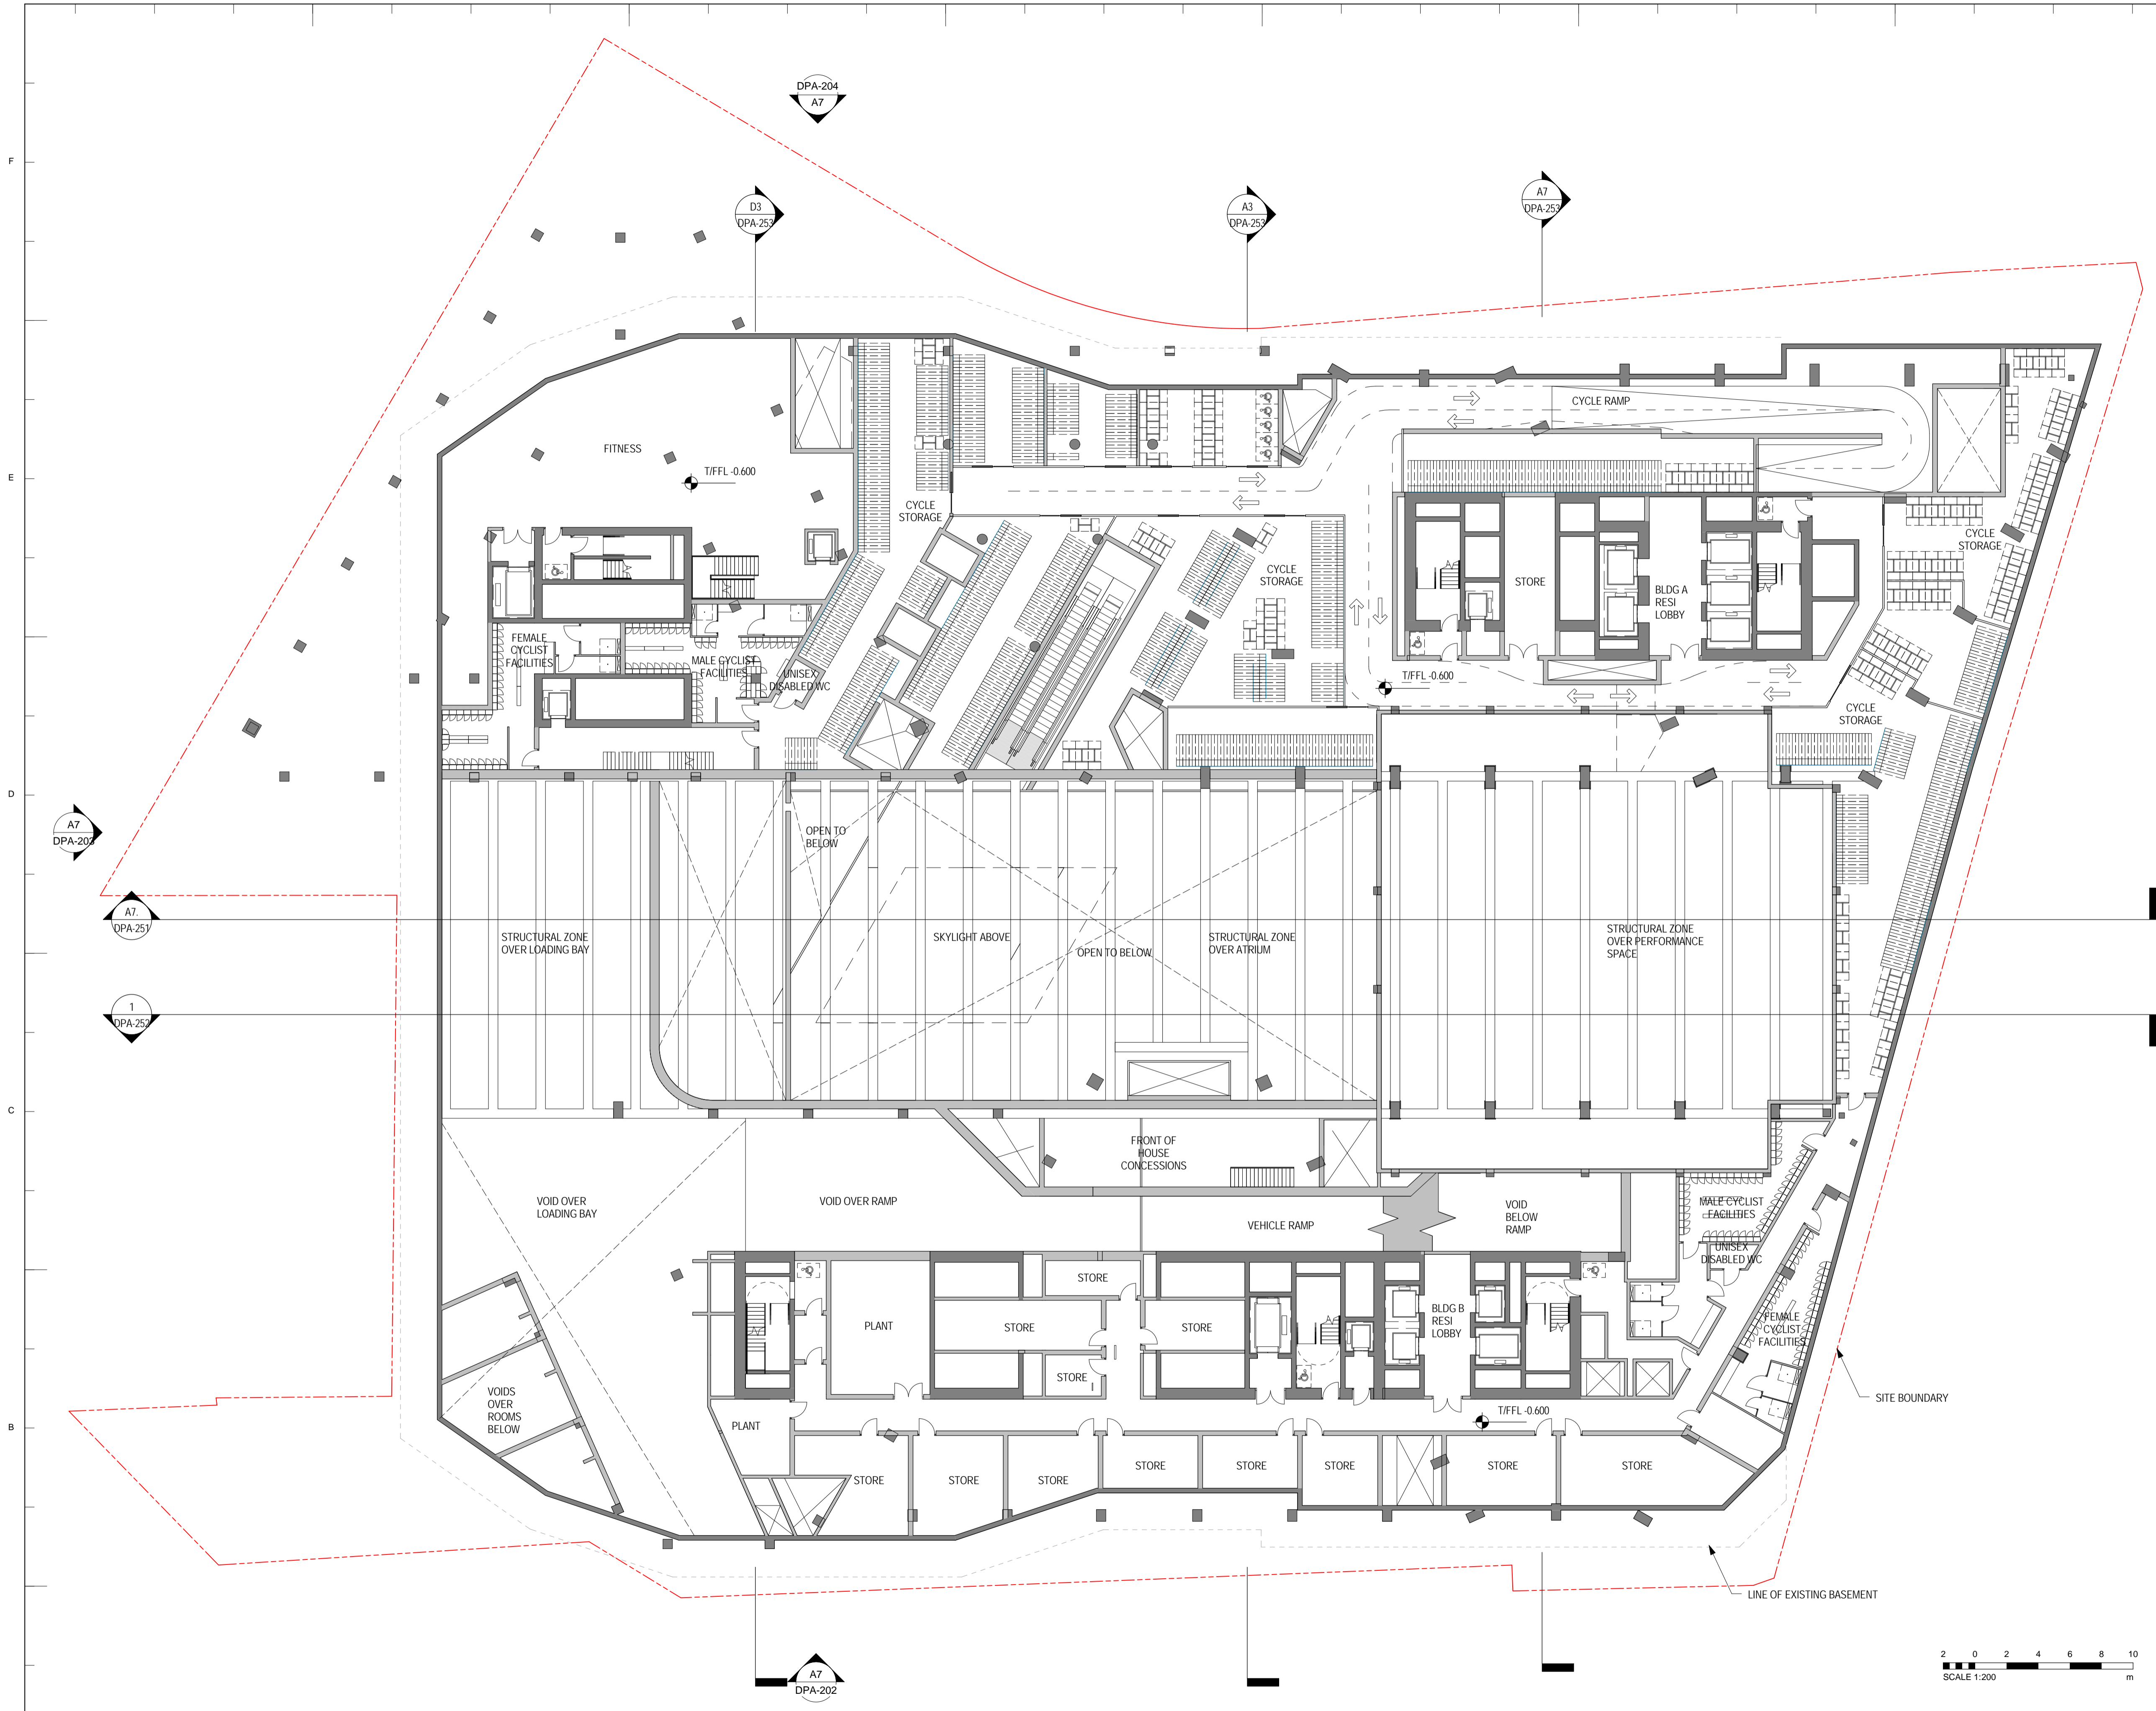 DPA-204
A7
F
D3
DPA-253
A3
DPA-253
A7
DPA-253
CYCLE RAMP
FITNESS
T/FFL -0.600
E
CYCLE
STORAGE
CYCLE
STORAGE
CYCLE
STORAGE
STORE
BLDG A
RESI
LOBBY
FEMALE
CYCLIST
FACILITIES
MALE CYCLIST
FACILITIES
UNISEX
DISABLED WC
T/FFL -0.600
CYCLE
STORAGE
D
A7
DPA-203
OPEN TO
BELOW
A7.
DPA-251
STRUCTURAL ZONE
OVER LOADING BAY
SKYLIGHT ABOVE
OPEN TO BELOW
STRUCTURAL ZONE
OVER ATRIUM
STRUCTURAL ZONE
OVER PERFORMANCE
SPACE
1
DPA-252
C
FRONT OF
HOUSE
CONCESSIONS
VOID OVER
LOADING BAY
VOID OVER RAMP
VEHICLE RAMP
VOID
BELOW
RAMP
MALE CYCLIST
FACILITIES
UNISEX
DISABLED WC
STORE
PLANT
STORE
STORE
BLDG B
RESI
LOBBY
FEMALE
CYCLIST
FACILITIES
STORE
VOIDS
OVER
ROOMS
BELOW
SITE BOUNDARY
T/FFL -0.600
B
PLANT
STORE
STORE
STORE
STORE
STORE
STORE
STORE
STORE
LINE OF EXISTING BASEMENT
A7
DPA-202
2 0 2 4 6 8 10
SCALE 1:200 m